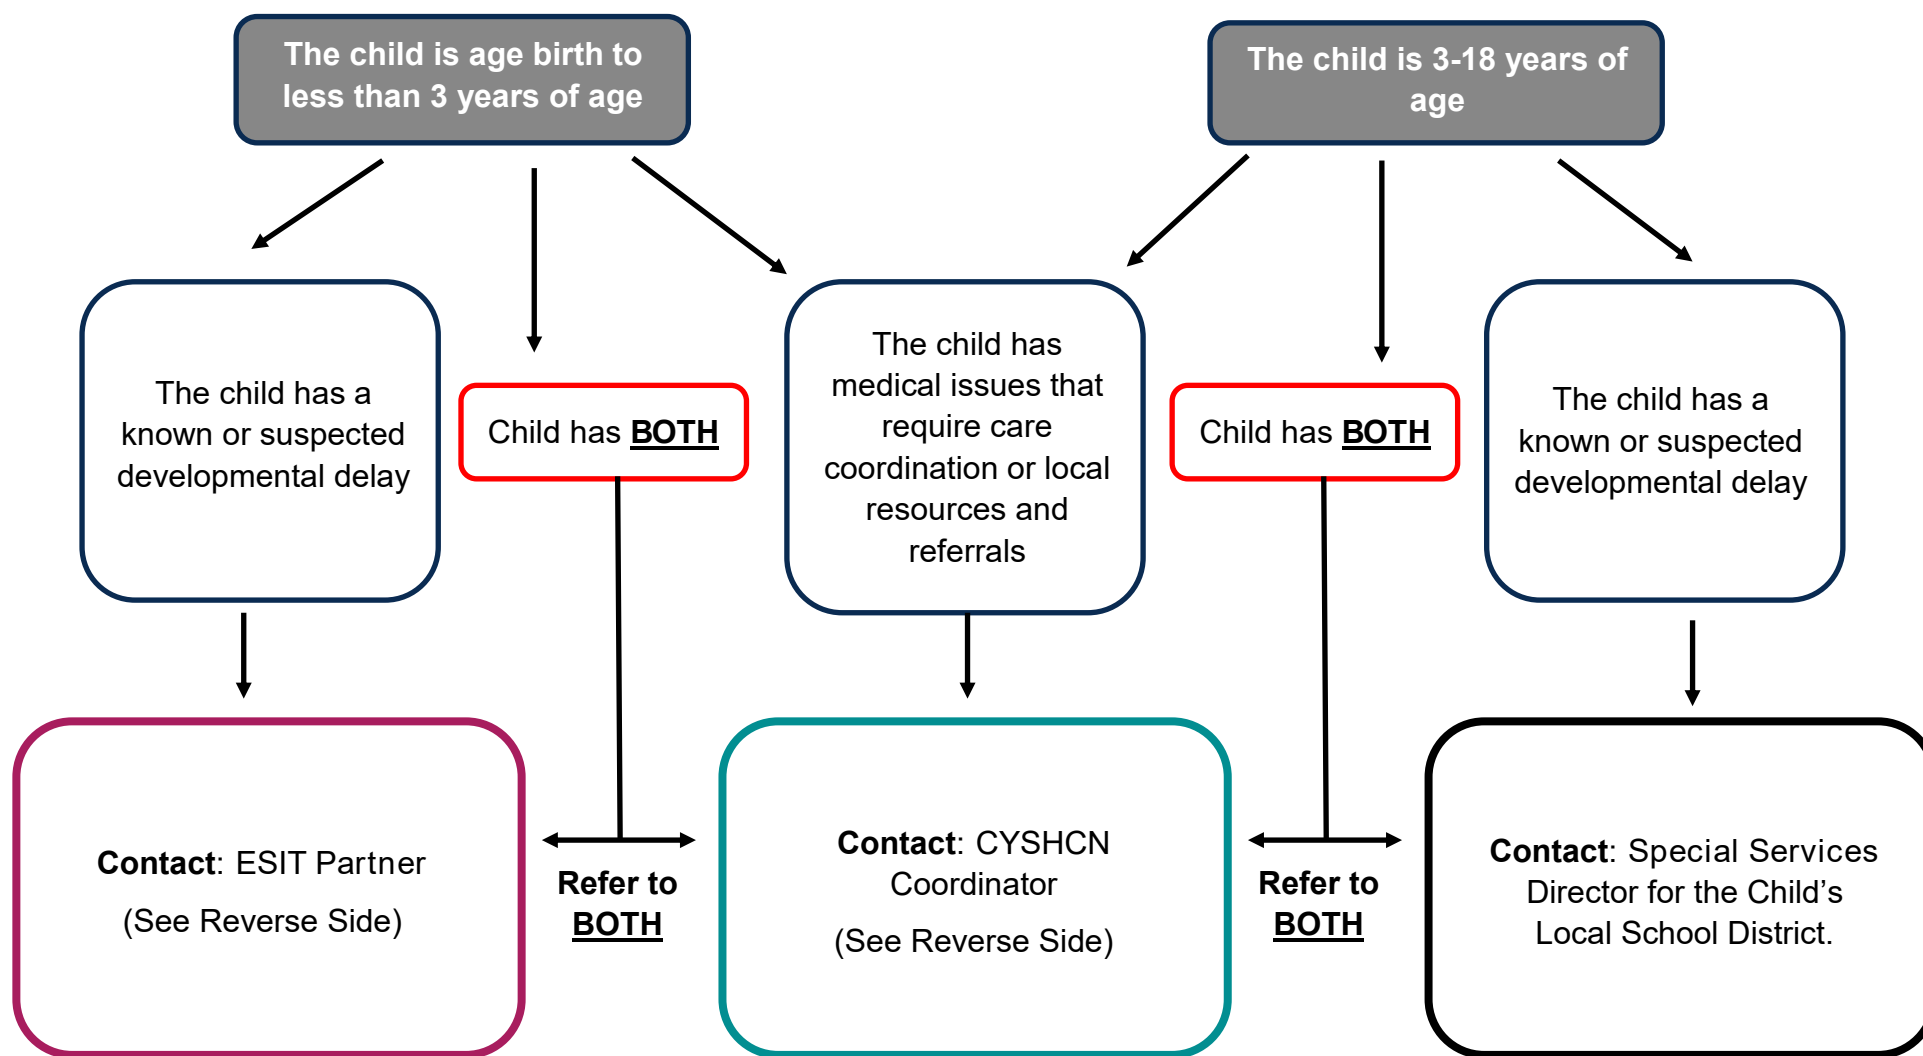 The child is age birth to
less than 3 years of age
The child is 3-18 years of
age
The child has a
known or suspected
developmental delay
Child has BOTH
The child has
medical issues that
require care
coordination or local
resources and
referrals
Child has BOTH
The child has a
known or suspected
developmental delay
Contact: ESIT Partner
(See Reverse Side)
Refer to
BOTH
Contact: CYSHCN
Coordinator
(See Reverse Side)
Refer to
BOTH
Contact: Special Services
Director for the Child’s
Local School District.